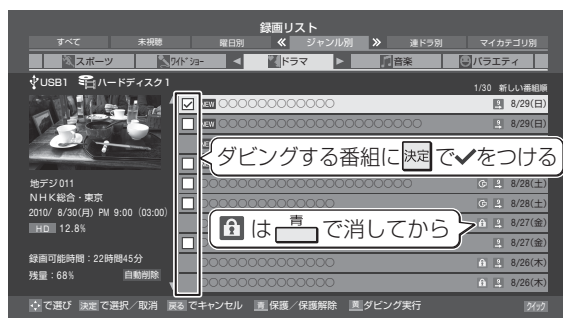 録画リスト
すべて 未視聴 曜日別 ≪ ジャンル別 ≫ 連ドラ別 マイカテゴリ別
スポーツ ワイドショー ◀ ドラマ ▶ 音楽 バラエティ
USB1 ハードディスク1 1/30 新しい番組順
NEW ○○○○○○○○○○○○○ 8/29(日)
NEW ○○○○○○○○○○○○○ 8/29(日)
ダビングする番組に決定で✓をつける
地デジ011 ○○○○○○○○○○○○○○○○○○○○○ 8/28(土)
NHK総合・東京 ○○○○○○○○○○○○○ 8/28(土)
2010/ 8/30(月) PM 9:00 (03:00) 8/27(金)
は青で消してから
HD 12.8% 8/27(金)
録画可能時間:22時間45分 ○○○○○○○○○○○○○ 8/26(木)
残量:68% 自動削除 ○○○○○○○○○○○○○ 8/26(木)
で選び 決定で選択/取消 戻るでキャンセル 青 保護/保護解除 黄 ダビング実行 クイック